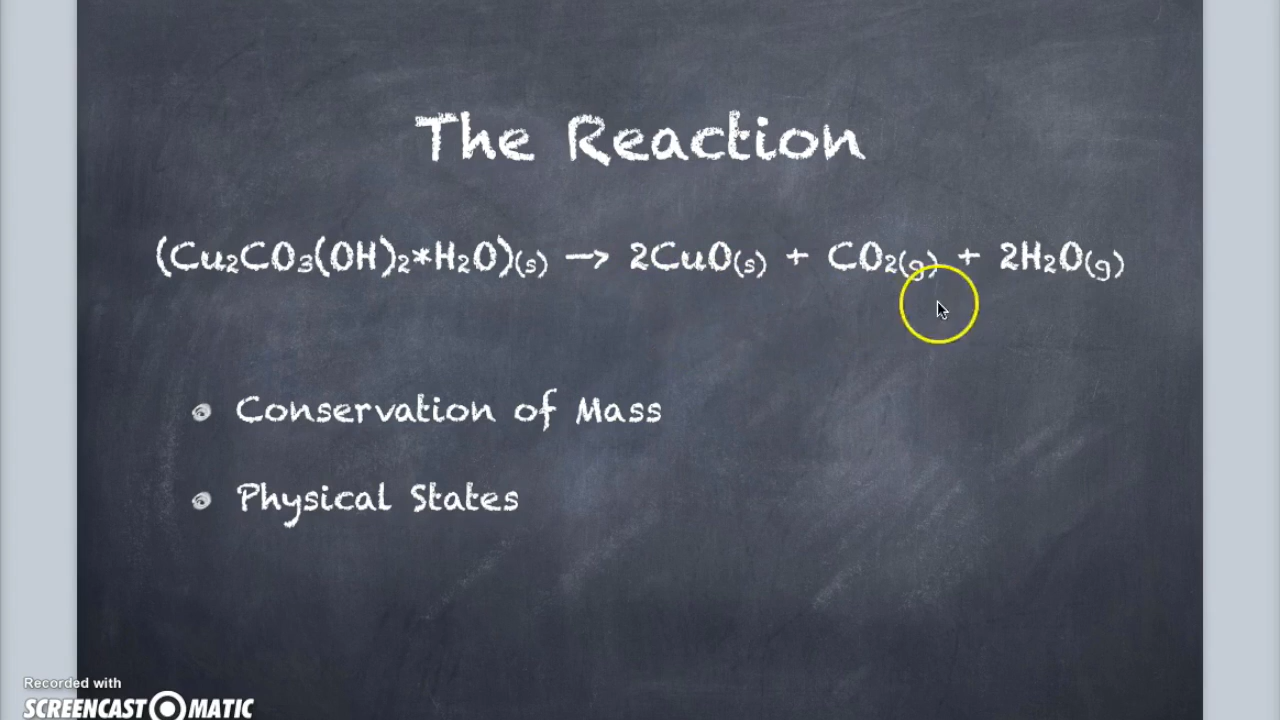 The Reaction
(Cu₂CO₃(OH)₂*H₂O)(s) → 2CuO(s) + CO₂(g) + 2H₂O(g)
Conservation of Mass
Physical States
Recorded with
SCREENCAST MATIC